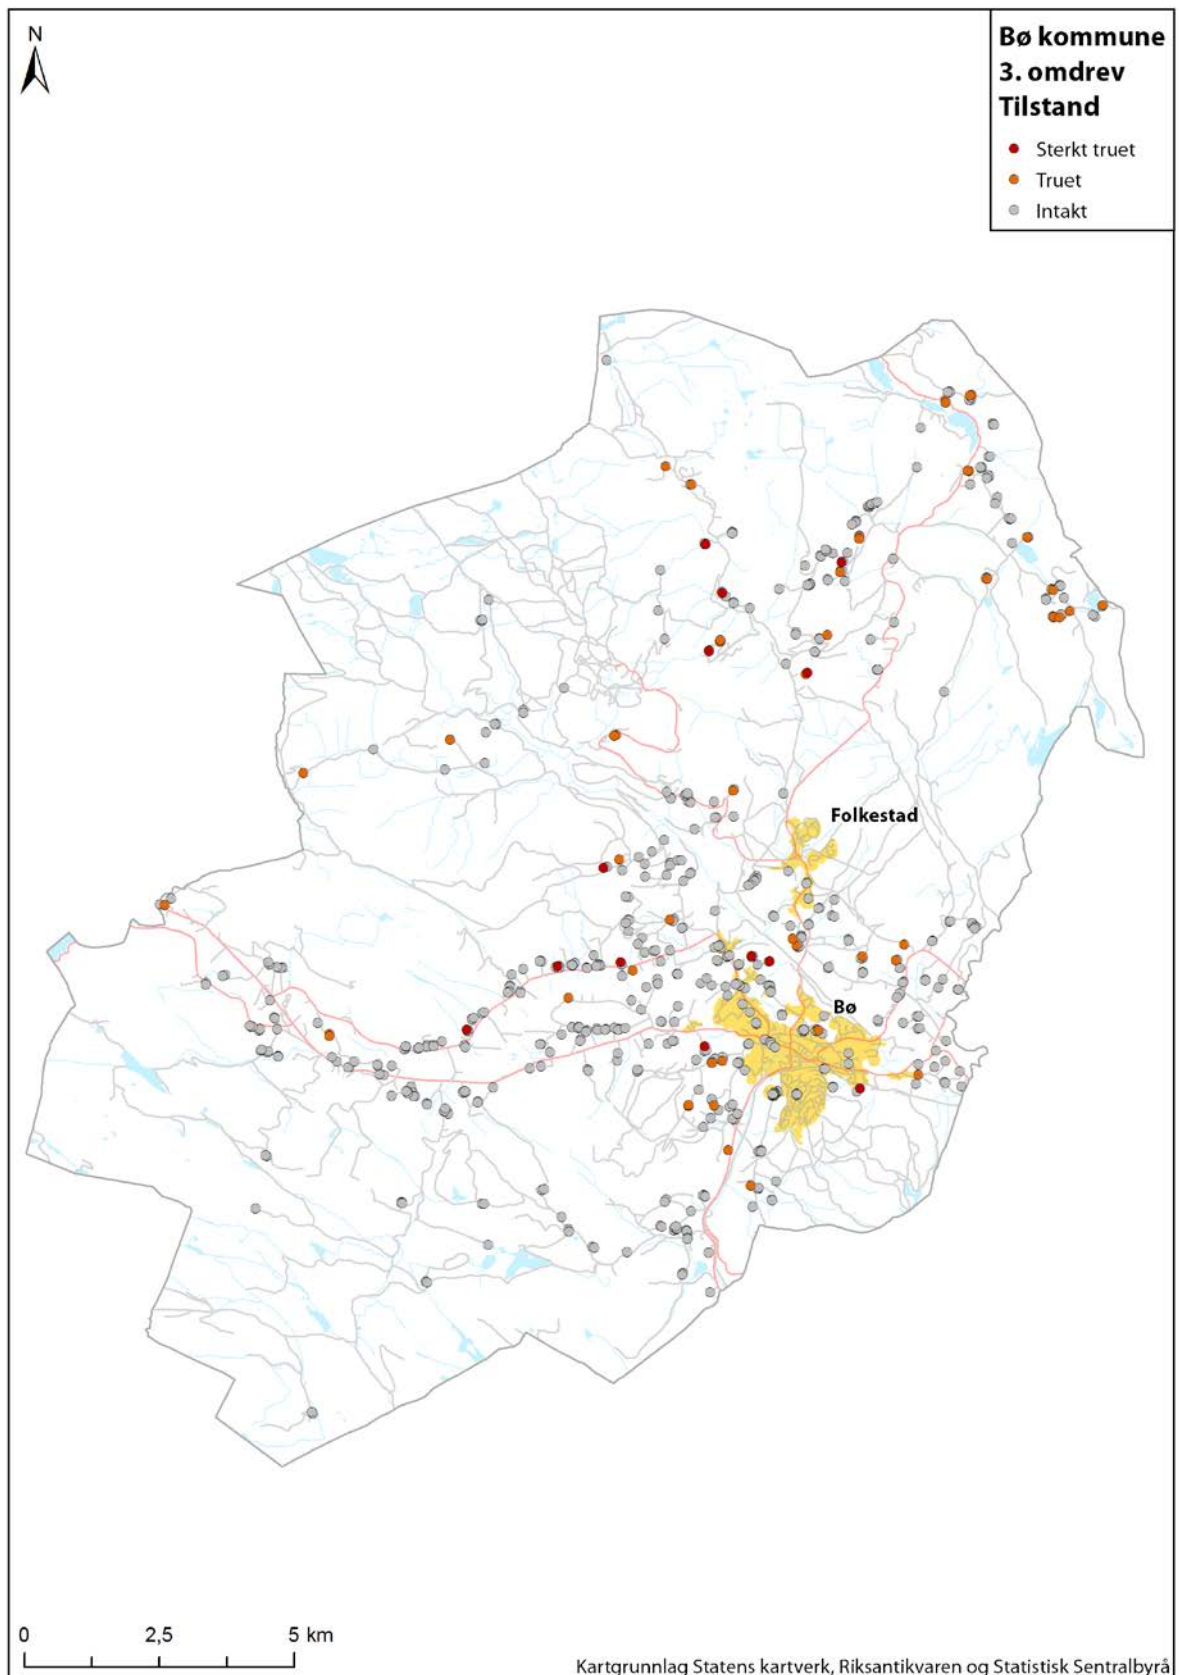 N
Bø kommune
3. omdrev
Tilstand
Sterkt truet
Truet
Intakt
Folkestad
Bø
0 2,5 5 km
Kartgrunnlag Statens kartverk, Riksantikvaren og Statistisk Sentralbyrå